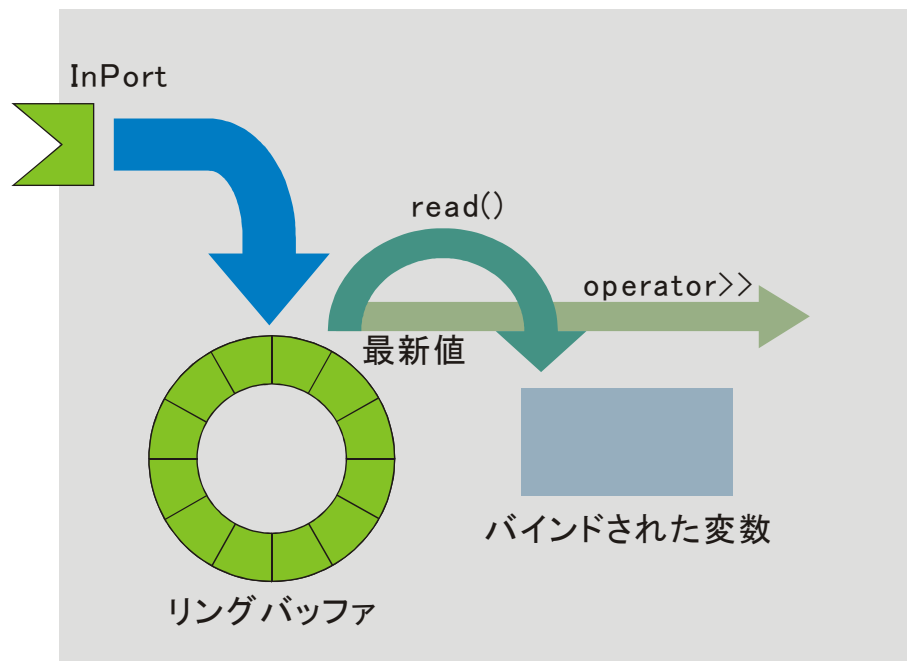 InPort
read()
operator>>
最新値
バインドされた変数
リングバッファ